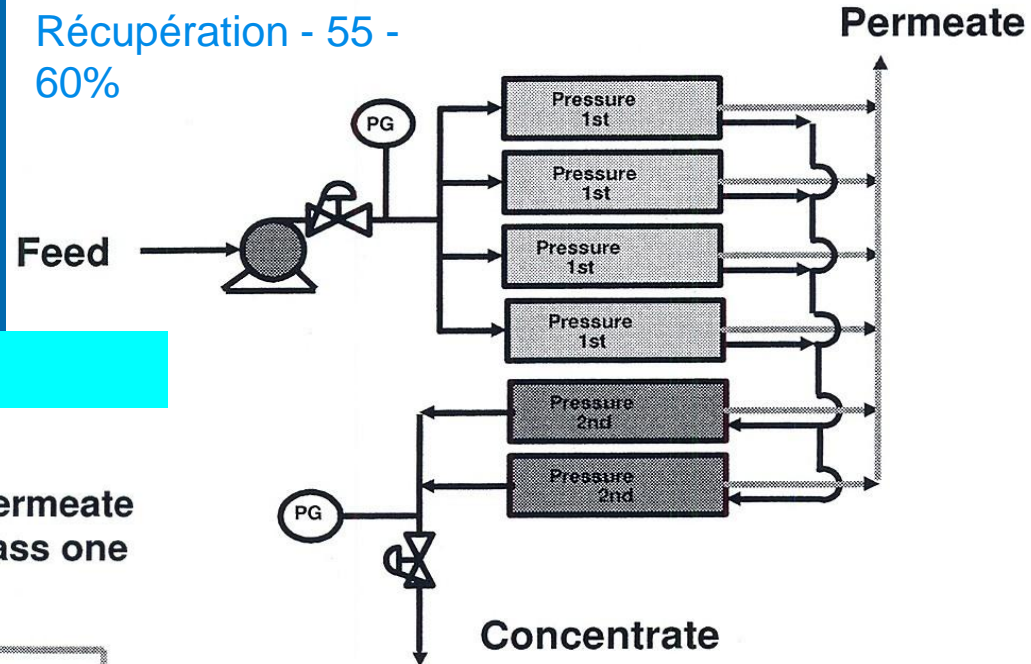 Récupération - 55 -
60%
Permeate
PG
Pressure
1st
Pressure
1st
Feed
Pressure
1st
Pressure
1st
Pressure
2nd
Pressure
2nd
ermeate
ass one
PG
Concentrate